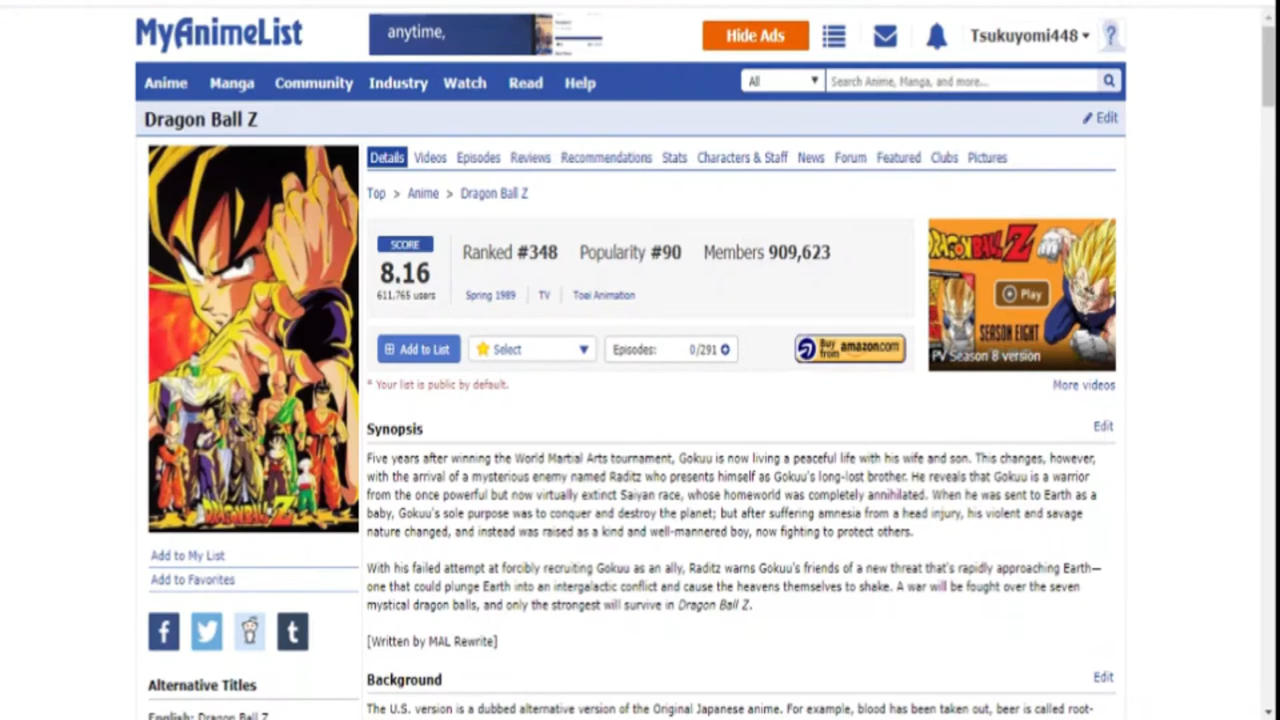 MyAnimeList
anytime,
Hide Ads
Tsukuyomi448
?
Anime Manga Community Industry Watch Read Help
All
Search Anime, Manga, and more...
Dragon Ball Z
Edit
Details Videos Episodes Reviews Recommendations Stats Characters & Staff News Forum Featured Clubs Pictures
Top > Anime > Dragon Ball Z
SCORE
8.16
611,765 users
Ranked #348 Popularity #90 Members 909,623
Spring 1989 TV Toei Animation
DRAGON BALL Z
Play
SEASON EIGHT
PV Season 8 version
Add to List
Select
Episodes: 0/291
Buy from amazon.com
* Your list is public by default.
More videos
Synopsis
Edit
Five years after winning the World Martial Arts tournament, Gokuu is now living a peaceful life with his wife and son. This changes, however,
with the arrival of a mysterious enemy named Raditz who presents himself as Gokuu's long-lost brother. He reveals that Gokuu is a warrior
from the once powerful but now virtually extinct Saiyan race, whose homeworld was completely annihilated. When he was sent to Earth as a
baby, Gokuu's sole purpose was to conquer and destroy the planet; but after suffering amnesia from a head injury, his violent and savage
nature changed, and instead was raised as a kind and well-mannered boy, now fighting to protect others.
With his failed attempt at forcibly recruiting Gokuu as an ally, Raditz warns Gokuu's friends of a new threat that's rapidly approaching Earth—
one that could plunge Earth into an intergalactic conflict and cause the heavens themselves to shake. A war will be fought over the seven
mystical dragon balls, and only the strongest will survive in Dragon Ball Z.
[Written by MAL Rewrite]
Background
Edit
The U.S. version is a dubbed alternative version of the Original Japanese anime. For example, blood has been taken out, beer is called root-
DRAGONBALL Z
Add to My List
Add to Favorites
f
t
Alternative Titles
English: Dragon Ball Z